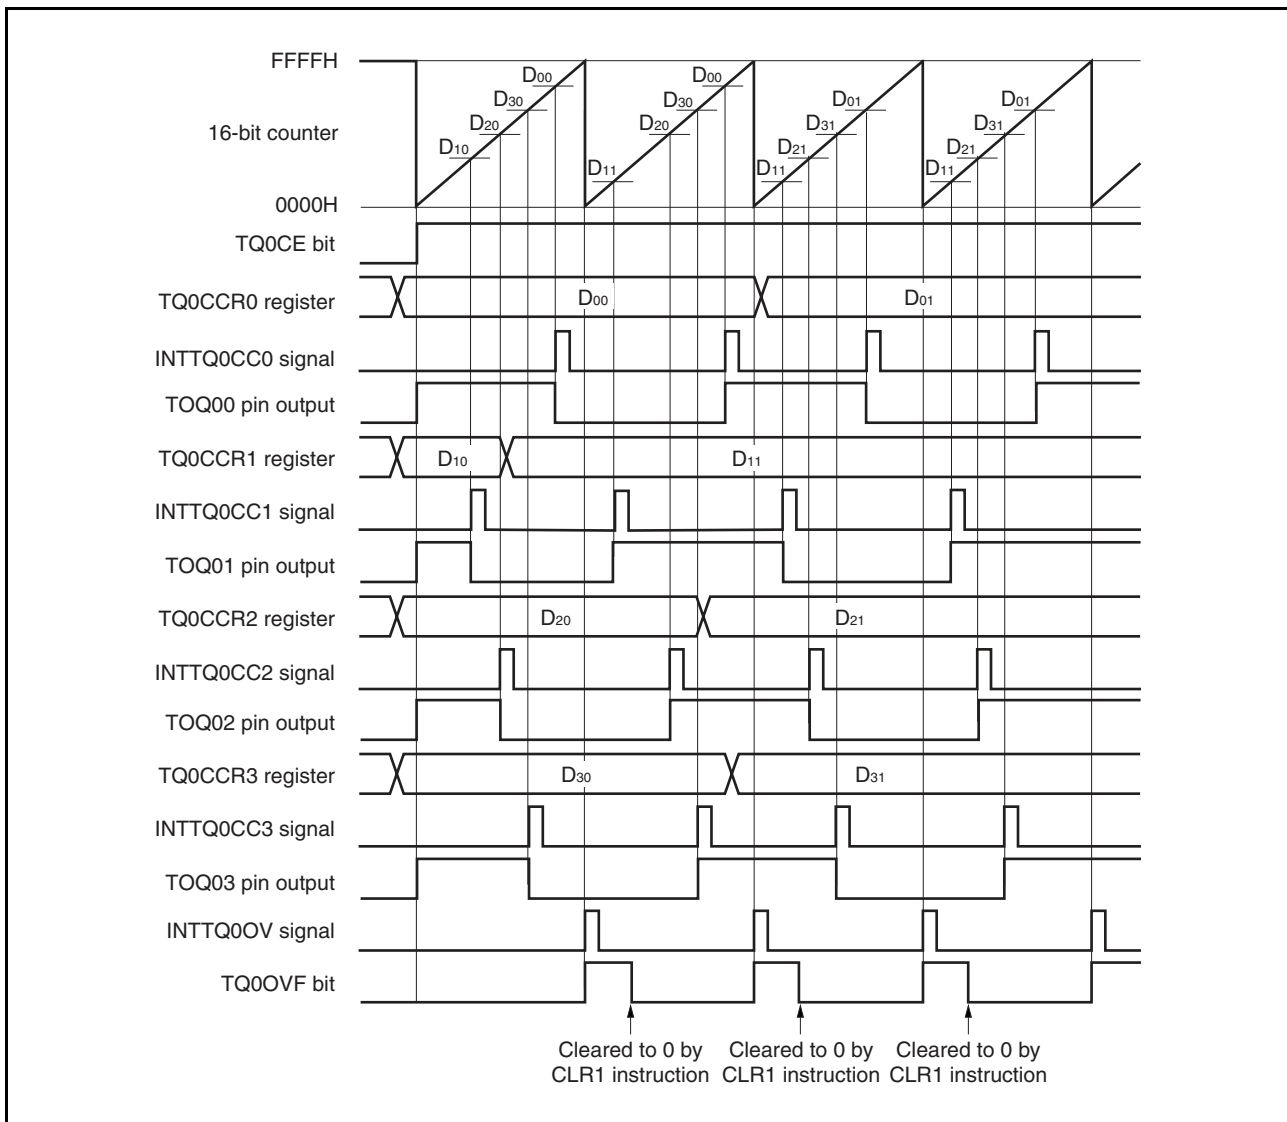 FFFFH
D00 D00
D30 D30 D01 D01
16-bit counter
D20 D20 D31 D31
D10 D21 D21
D11 D11 D11
0000H
TQ0CE bit
TQ0CCR0 register D00 D01
INTTQ0CC0 signal
TOQ00 pin output
TQ0CCR1 register D10 D11
INTTQ0CC1 signal
TOQ01 pin output
TQ0CCR2 register D20 D21
INTTQ0CC2 signal
TOQ02 pin output
TQ0CCR3 register D30 D31
INTTQ0CC3 signal
TOQ03 pin output
INTTQ0OV signal
TQ0OVF bit
Cleared to 0 by Cleared to 0 by Cleared to 0 by
CLR1 instruction CLR1 instruction CLR1 instruction